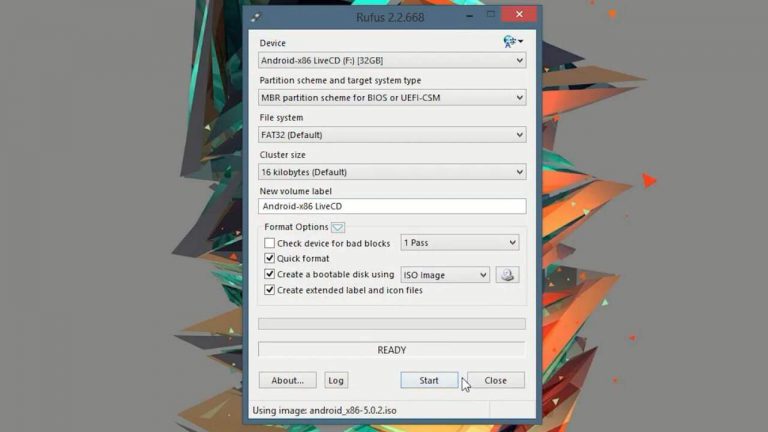 Rufus 2.2.668
Device
Android-x86 LiveCD (F:) [32GB]
Partition scheme and target system type
MBR partition scheme for BIOS or UEFI-CSM
File system
FAT32 (Default)
Cluster size
16 kilobytes (Default)
New volume label
Android-x86 LiveCD
Format Options
Check device for bad blocks
1 Pass
Quick format
Create a bootable disk using
ISO Image
Create extended label and icon files
READY
About...
Log
Start
Close
Using image: android_x86-5.0.2.iso